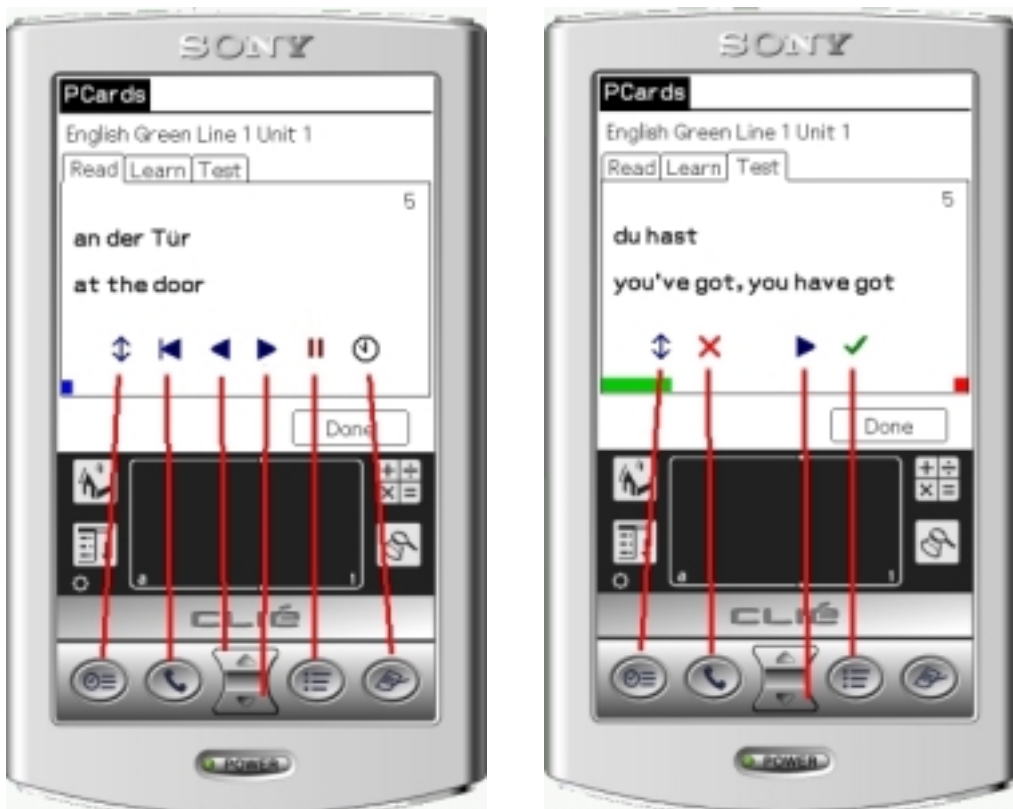 SONY
PCards
English Green Line 1 Unit 1
Read Learn Test
5
an der Tür
at the door
Done
+ ÷
× =
a 1
CLIÉ
POWER
SONY
PCards
English Green Line 1 Unit 1
Read Learn Test
5
du hast
you've got, you have got
Done
+ ÷
× =
a 1
CLIÉ
POWER